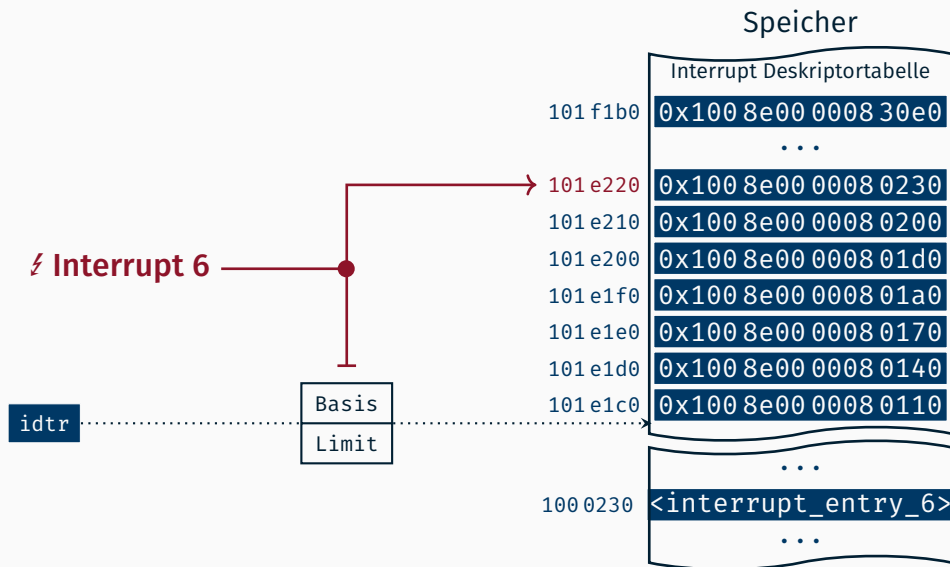 Speicher
Interrupt Deskriptortabelle
101 f1b0 0x100 8e00 0008 30e0
...
101 e220 0x100 8e00 0008 0230
101 e210 0x100 8e00 0008 0200
Interrupt 6
101 e200 0x100 8e00 0008 01d0
101 e1f0 0x100 8e00 0008 01a0
101 e1e0 0x100 8e00 0008 0170
101 e1d0 0x100 8e00 0008 0140
101 e1c0 0x100 8e00 0008 0110
Basis
idtr
Limit
...
100 0230 <interrupt_entry_6>
...